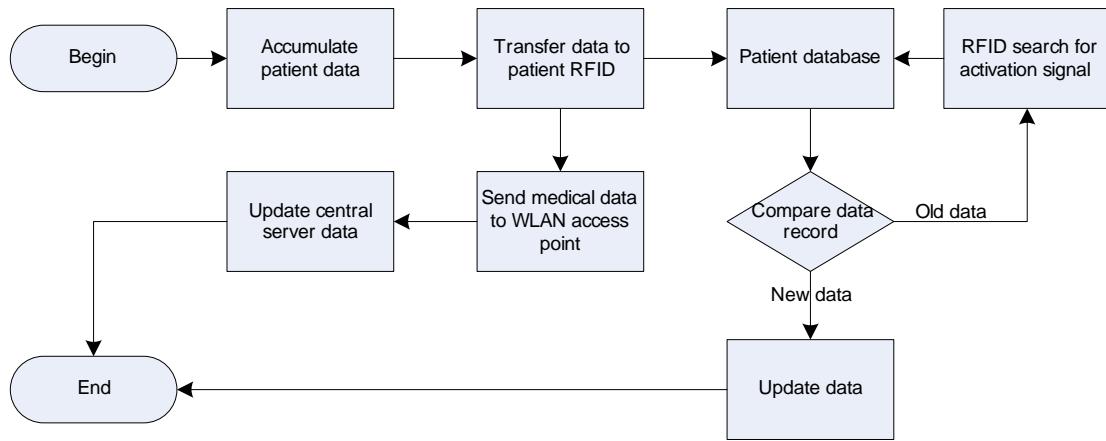 Begin
Accumulate
patient data
Transfer data to
patient RFID
Patient database
RFID search for
activation signal
Update central
server data
Send medical data
to WLAN access
point
Compare data
record
Old data
New data
End
Update data